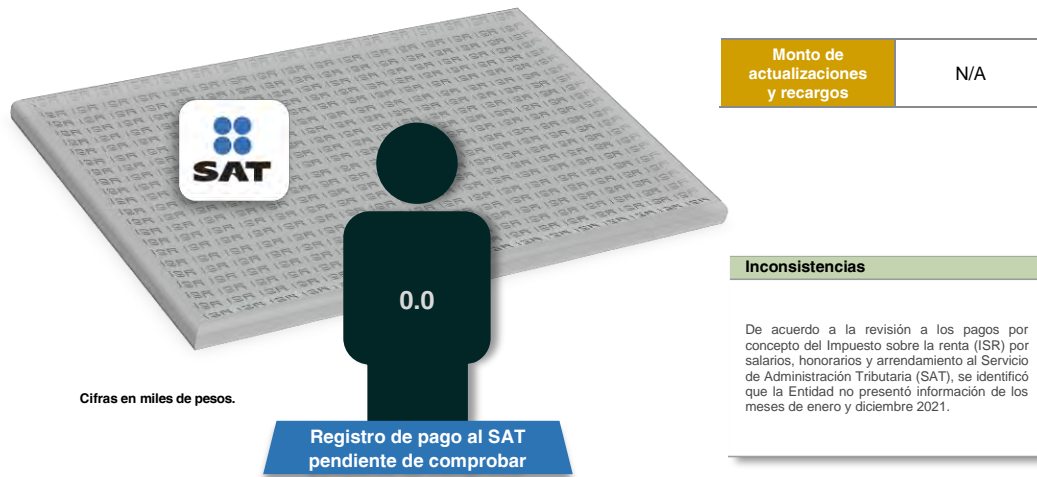 SAT
0.0
Cifras en miles de pesos.
Registro de pago al SAT
pendiente de comprobar
Monto de
actualizaciones
y recargos
N/A
Inconsistencias
De acuerdo a la revisión a los pagos por
concepto del Impuesto sobre la renta (ISR) por
salarios, honorarios y arrendamiento al Servicio
de Administración Tributaria (SAT), se identificó
que la Entidad no presentó información de los
meses de enero y diciembre 2021.